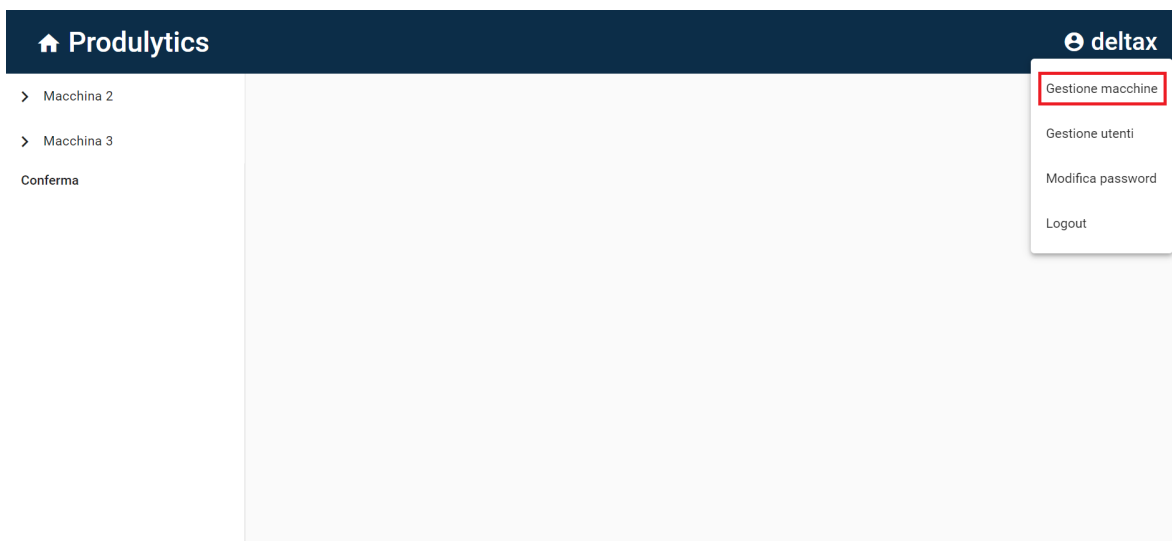 Produlytics
deltax
Macchina 2
Macchina 3
Conferma
Gestione macchine
Gestione utenti
Modifica password
Logout